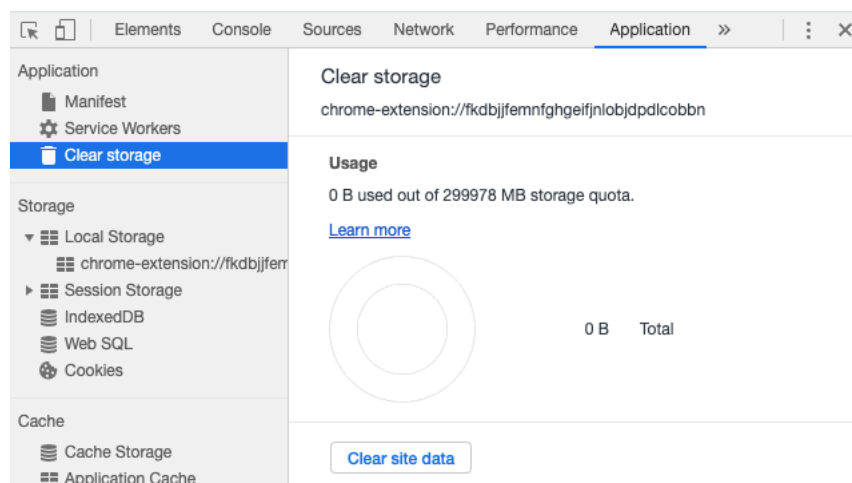 Elements Console Sources Network Performance Application »
Application
Manifest
Service Workers
Clear storage
Storage
Local Storage
chrome-extension://fkdbjjfem
Session Storage
IndexedDB
Web SQL
Cookies
Cache
Cache Storage
Application Cache
Clear storage
chrome-extension://fkdbjjfemnfghgeifjnlobjdpdlcobbn
Usage
0 B used out of 299978 MB storage quota.
Learn more
0 B Total
Clear site data